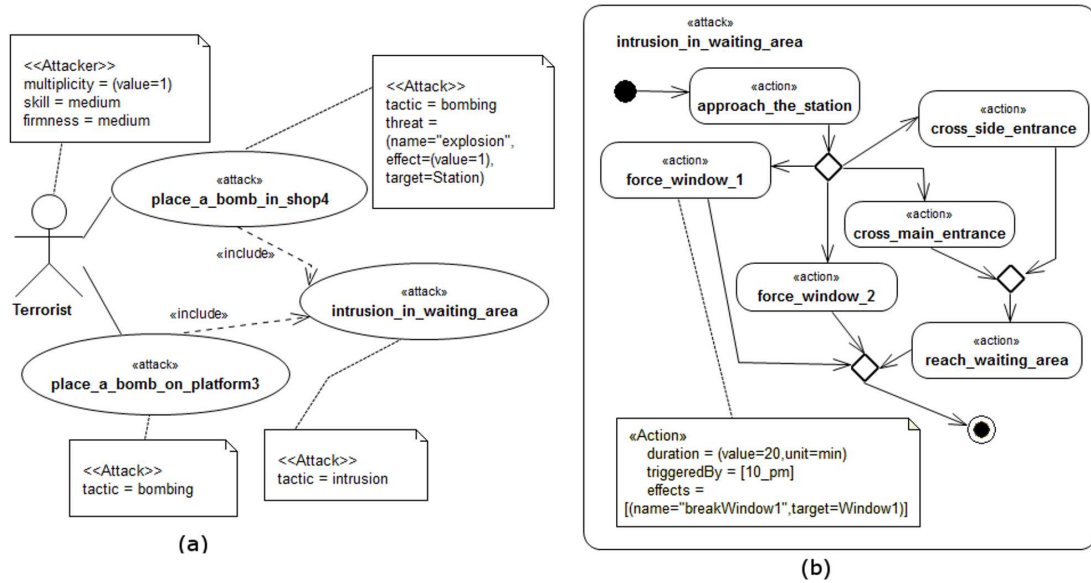 <<Attacker>>
multiplicity = (value=1)
skill = medium
firmness = medium
<<Attack>>
tactic = bombing
threat =
(name="explosion",
effect=(value=1),
target=Station)
«attack»
place_a_bomb_in_shop4
«include»
Terrorist
«attack»
intrusion_in_waiting_area
«include»
«attack»
place_a_bomb_on_platform3
<<Attack>>
tactic = bombing
<<Attack>>
tactic = intrusion
(a)
«attack»
intrusion_in_waiting_area
«action»
approach_the_station
«action»
cross_side_entrance
«action»
force_window_1
«action»
cross_main_entrance
«action»
force_window_2
«action»
reach_waiting_area
«Action»
duration = (value=20,unit=min)
triggeredBy = [10_pm]
effects =
[(name="breakWindow1",target=Window1)]
(b)